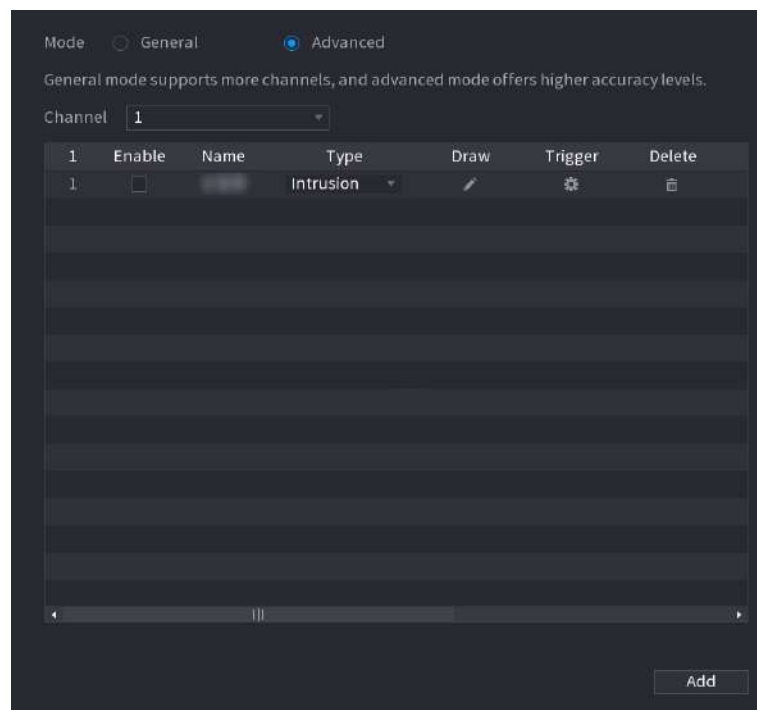 Mode General Advanced
General mode supports more channels, and advanced mode offers higher accuracy levels.
Channel 1
1 Enable Name Type Draw Trigger Delete
1 Intrusion
Add